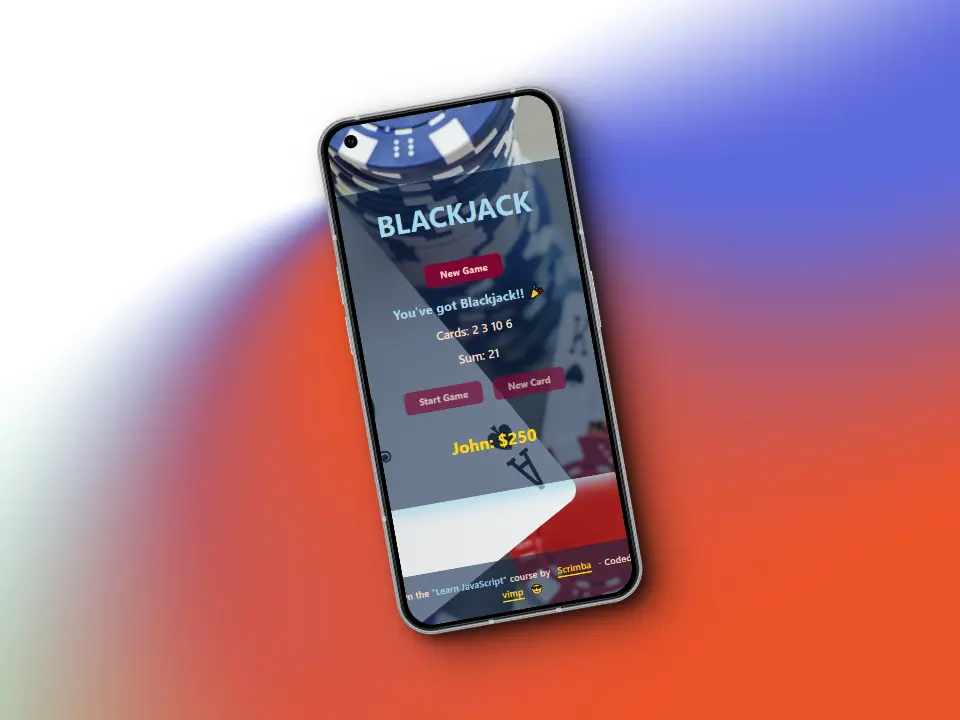 BLACKJACK
New Game
You've got Blackjack!! 🎉
Cards: 2 3 10 6
Sum: 21
Start Game New Card
John: $250
A
m the "Learn JavaScript" course by Scrimba - Coded
vimp 😎